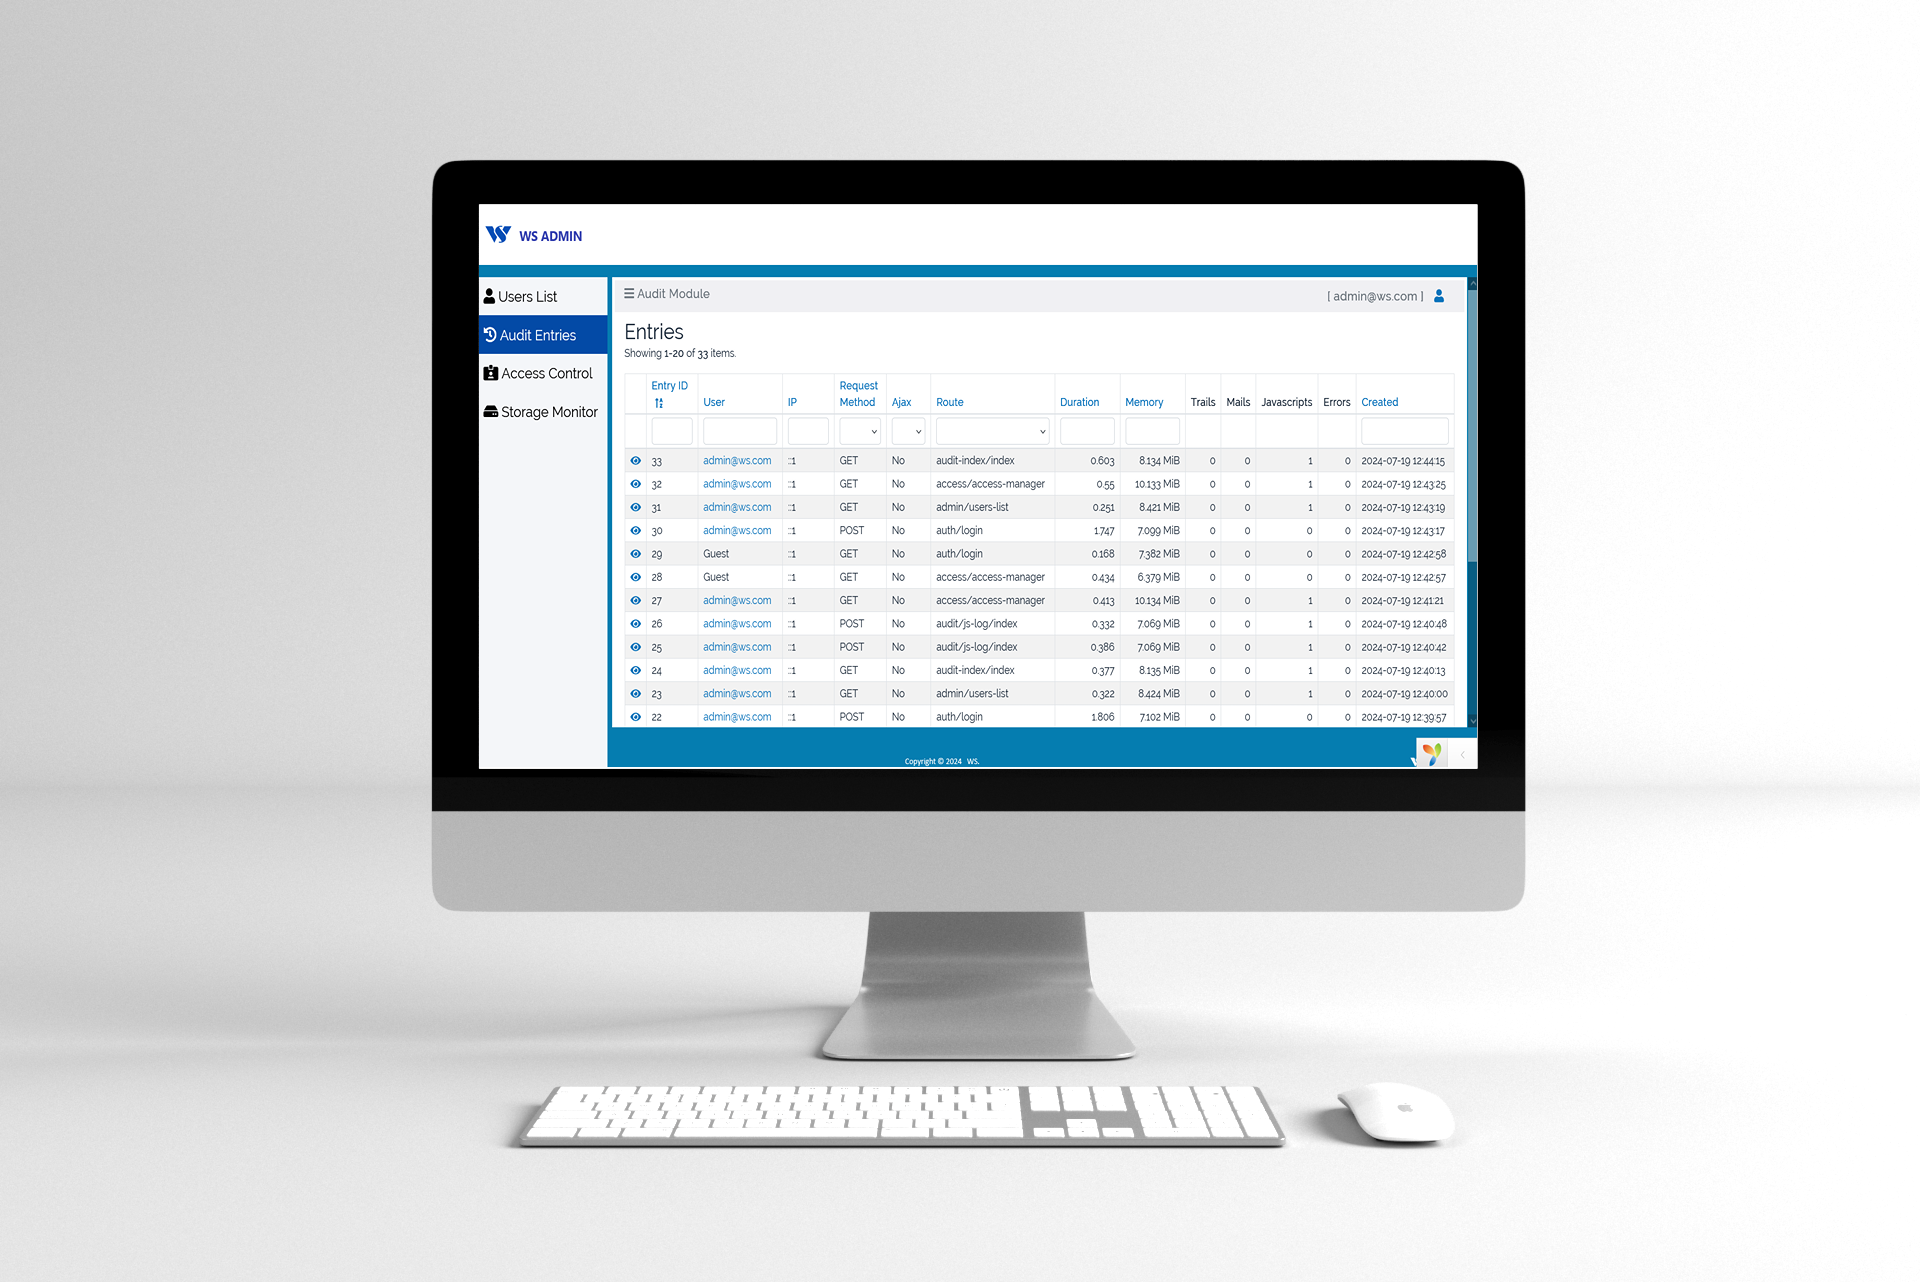 WS ADMIN
Users List
Audit Entries
Access Control
Storage Monitor
Audit Module
[ admin@ws.com ]
Entries
Showing 1-20 of 33 items.
Entry ID User IP Request Method Ajax Route Duration Memory Trails Mails Javascripts Errors Created
33 admin@ws.com ::1 GET No audit-index/index 0.603 8.134 MiB 0 0 1 0 2024-07-19 12:44:15
32 admin@ws.com ::1 GET No access/access-manager 0.55 10.133 MiB 0 0 1 0 2024-07-19 12:43:25
31 admin@ws.com ::1 GET No admin/users-list 0.251 8.421 MiB 0 0 1 0 2024-07-19 12:43:19
30 admin@ws.com ::1 POST No auth/login 1.747 7.099 MiB 0 0 0 0 2024-07-19 12:43:17
29 Guest ::1 GET No auth/login 0.168 7.382 MiB 0 0 0 0 2024-07-19 12:42:58
28 Guest ::1 GET No access/access-manager 0.434 6.379 MiB 0 0 0 0 2024-07-19 12:42:57
27 admin@ws.com ::1 GET No access/access-manager 0.413 10.134 MiB 0 0 1 0 2024-07-19 12:41:21
26 admin@ws.com ::1 POST No audit/js-log/index 0.332 7.069 MiB 0 0 1 0 2024-07-19 12:40:48
25 admin@ws.com ::1 POST No audit/js-log/index 0.386 7.069 MiB 0 0 1 0 2024-07-19 12:40:42
24 admin@ws.com ::1 GET No audit-index/index 0.377 8.135 MiB 0 0 1 0 2024-07-19 12:40:13
23 admin@ws.com ::1 GET No admin/users-list 0.322 8.424 MiB 0 0 1 0 2024-07-19 12:40:00
22 admin@ws.com ::1 POST No auth/login 1.806 7.102 MiB 0 0 0 0 2024-07-19 12:39:57
Copyright © 2024 WS.